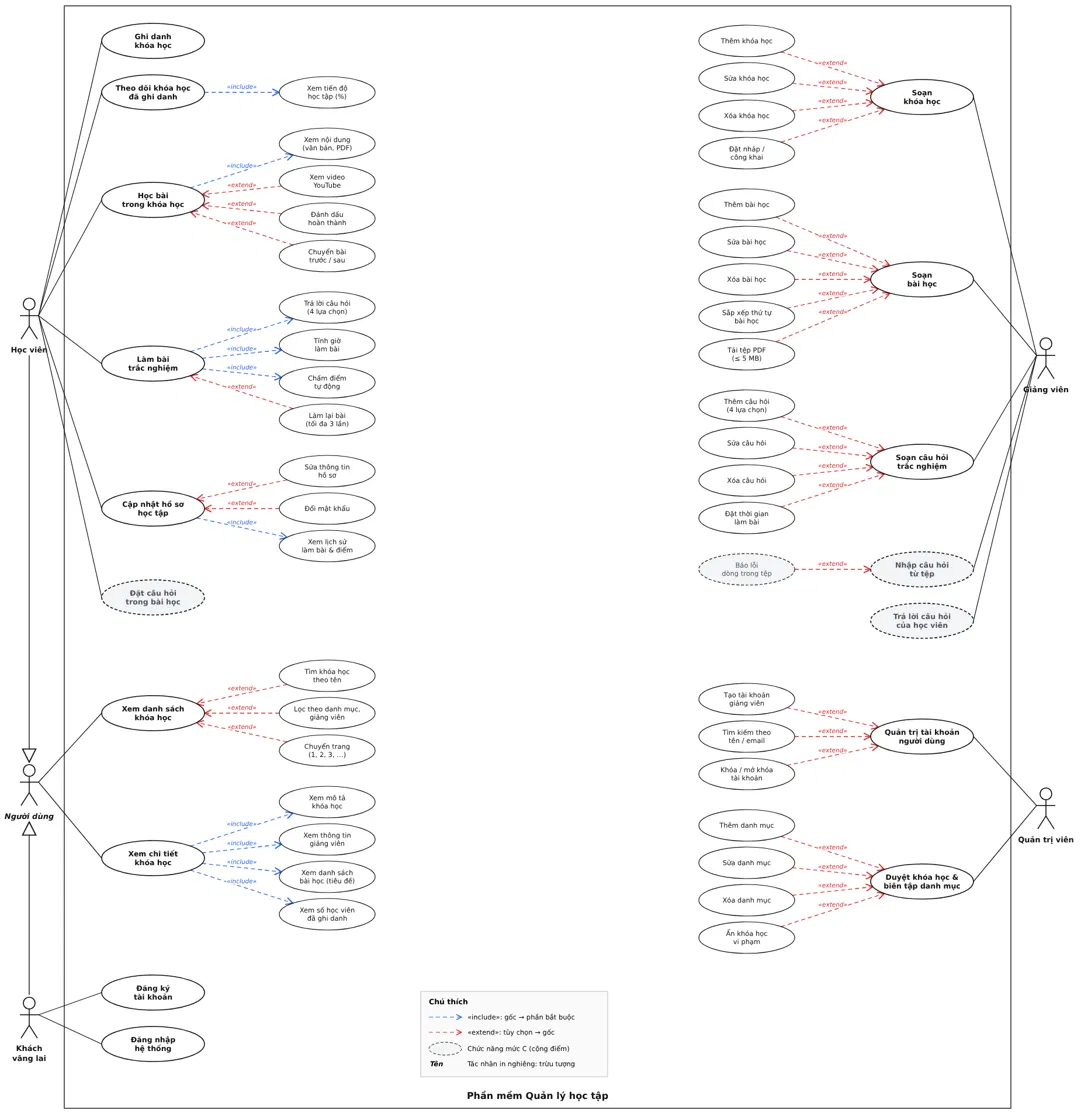 Ghi danh
khóa học
Theo dõi khóa học
đã ghi danh
«include»
Xem tiến độ
học tập (%)
Học bài
trong khóa học
«include»
«extend»
«extend»
«extend»
Xem nội dung
(văn bản, PDF)
Xem video
YouTube
Đánh dấu
hoàn thành
Chuyển bài
trước / sau
Học viên
Làm bài
trắc nghiệm
«include»
«include»
«include»
«extend»
Trả lời câu hỏi
(4 lựa chọn)
Tính giờ
làm bài
Chấm điểm
tự động
Làm lại bài
(tối đa 3 lần)
Cập nhật hồ sơ
học tập
«extend»
«extend»
«include»
Sửa thông tin
hồ sơ
Đổi mật khẩu
Xem lịch sử
làm bài & điểm
Đặt câu hỏi
trong bài học
Xem danh sách
khóa học
«extend»
«extend»
«extend»
Tìm khóa học
theo tên
Lọc theo danh mục,
giảng viên
Chuyển trang
(1, 2, 3, ...)
Người dùng
Xem chi tiết
khóa học
«include»
«include»
«include»
«include»
Xem mô tả
khóa học
Xem thông tin
giảng viên
Xem danh sách
bài học (tiêu đề)
Xem số học viên
đã ghi danh
Đăng ký
tài khoản
Đăng nhập
hệ thống
Khách
vãng lai
Thêm khóa học
Sửa khóa học
Xóa khóa học
Đặt nháp /
công khai
«extend»
«extend»
«extend»
«extend»
Soạn
khóa học
Thêm bài học
Sửa bài học
Xóa bài học
Sắp xếp thứ tự
bài học
Tải tệp PDF
(≤ 5 MB)
«extend»
«extend»
«extend»
«extend»
«extend»
Soạn
bài học
Giảng viên
Thêm câu hỏi
(4 lựa chọn)
Sửa câu hỏi
Xóa câu hỏi
Đặt thời gian
làm bài
«extend»
«extend»
«extend»
«extend»
Soạn câu hỏi
trắc nghiệm
Báo lỗi
dòng trong tệp
«extend»
Nhập câu hỏi
từ tệp
Trả lời câu hỏi
của học viên
Tạo tài khoản
giảng viên
Tìm kiếm theo
tên / email
Khóa / mở khóa
tài khoản
«extend»
«extend»
«extend»
Quản trị tài khoản
người dùng
Quản trị viên
Thêm danh mục
Sửa danh mục
Xóa danh mục
Ẩn khóa học
vi phạm
«extend»
«extend»
«extend»
«extend»
Duyệt khóa học &
biên tập danh mục
Chú thích
«include»: gốc → phần bắt buộc
«extend»: tùy chọn → gốc
Chức năng mức C (cộng điểm)
Tên Tác nhân in nghiêng: trừu tượng
Phần mềm Quản lý học tập